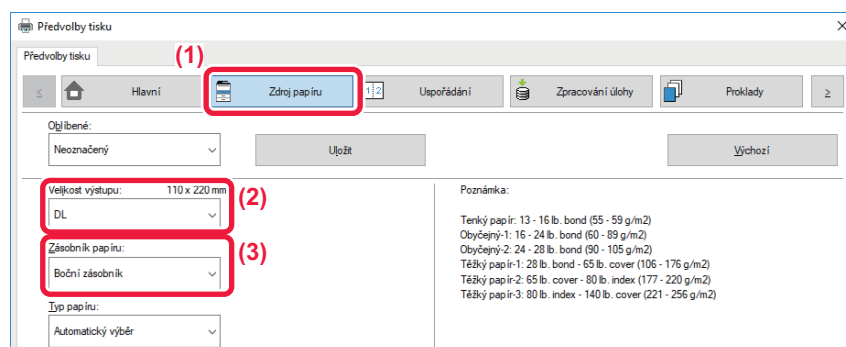 Předvolby tisku
Předvolby tisku
(1)
≤ Hlavní Zdroj papíru 1 2 Uspořádání Zpracování úlohy Proklady ≥
Oblíbené:
Neoznačený
Uložit
Výchozí
Velikost výstupu: 110 x 220 mm
(2)
DL
Zásobník papíru:
(3)
Boční zásobník
Typ papíru:
Automatický výběr
Poznámka:
Tenký papír: 13 - 16 lb. bond (55 - 59 g/m2)
Obyčejný-1: 16 - 24 lb. bond (60 - 89 g/m2)
Obyčejný-2: 24 - 28 lb. bond (90 - 105 g/m2)
Těžký papír-1: 28 lb. bond - 65 lb. cover (106 - 176 g/m2)
Těžký papír-2: 65 lb. cover - 80 lb. index (177 - 220 g/m2)
Těžký papír-3: 80 lb. index - 140 lb. cover (221 - 256 g/m2)